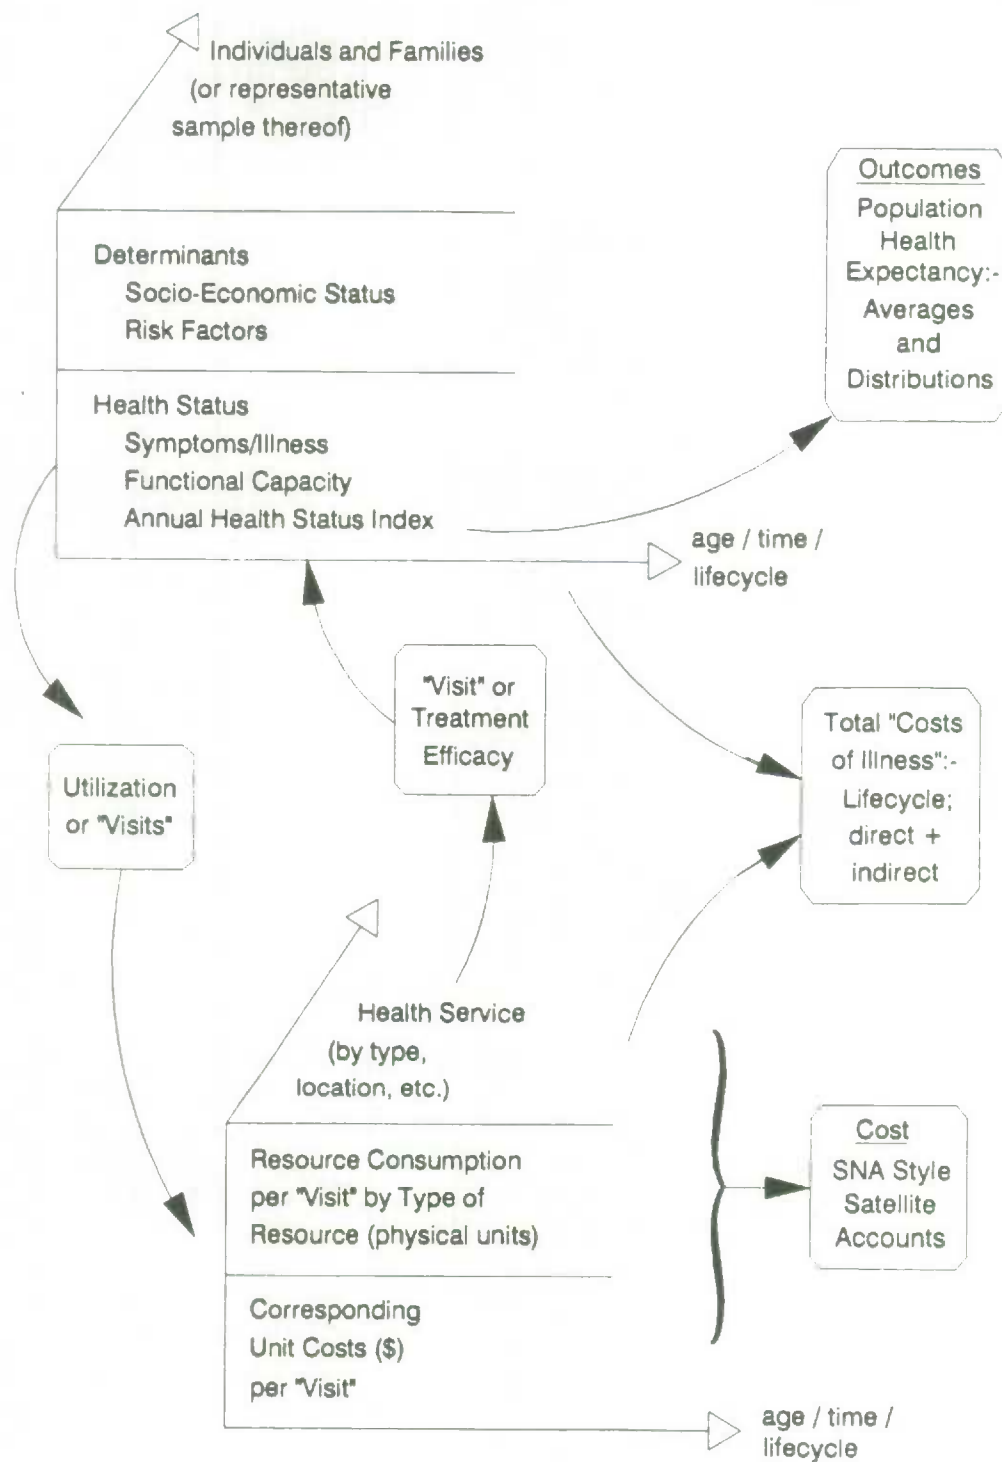 Individuals and Families
(or representative
sample thereof)
Determinants
Socio-Economic Status
Risk Factors
Health Status
Symptoms/Illness
Functional Capacity
Annual Health Status Index
Outcomes
Population
Health
Expectancy:-
Averages
and
Distributions
age / time /
lifecycle
"Visit" or
Treatment
Efficacy
Utilization
or "Visits"
Total "Costs
of Illness":-
Lifecycle;
direct +
indirect
Health Service
(by type,
location, etc.)
Resource Consumption
per "Visit" by Type of
Resource (physical units)
Corresponding
Unit Costs ($)
per "Visit"
Cost
SNA Style
Satellite
Accounts
age / time /
lifecycle